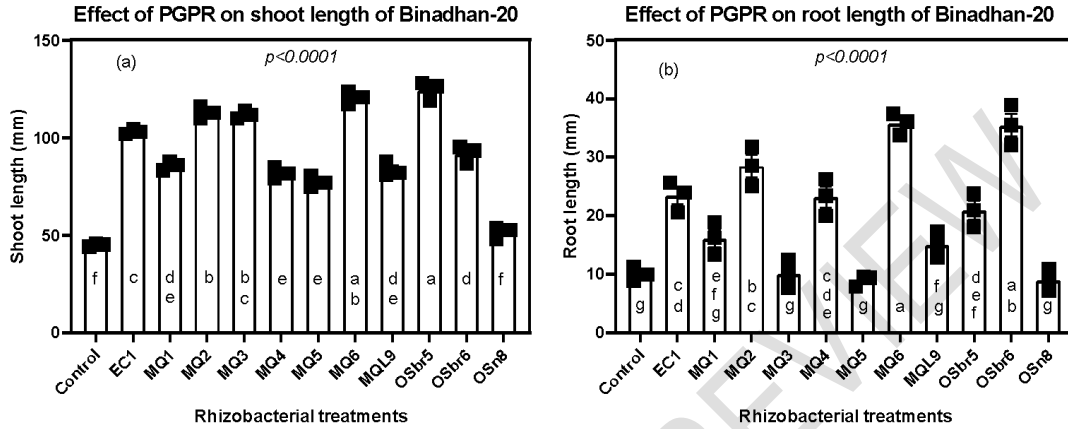 Effect of PGPR on shoot length of Binadhan-20
(a)
p<0.0001
150
100
50
0
Shoot length (mm)
f
c
d
e
b
b
c
e
e
a
b
d
e
a
d
f
Control
EC1
MQ1
MQ2
MQ3
MQ4
MQ5
MQ6
MQL9
OSbr5
OSbr6
OSn8
Rhizobacterial treatments
Effect of PGPR on root length of Binadhan-20
(b)
p<0.0001
50
40
30
20
10
0
Root length (mm)
g
c
d
e
f
g
b
c
g
c
d
e
g
a
f
g
d
e
f
a
b
g
Control
EC1
MQ1
MQ2
MQ3
MQ4
MQ5
MQ6
MQL9
OSbr5
OSbr6
OSn8
Rhizobacterial treatments
REVIEW